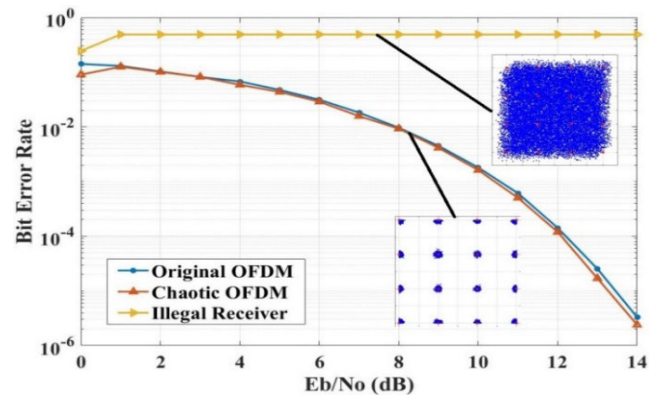 10^0
10^-2
10^-4
10^-6
Bit Error Rate
Original OFDM
Chaotic OFDM
Illegal Receiver
0 2 4 6 8 10 12 14
Eb/No (dB)